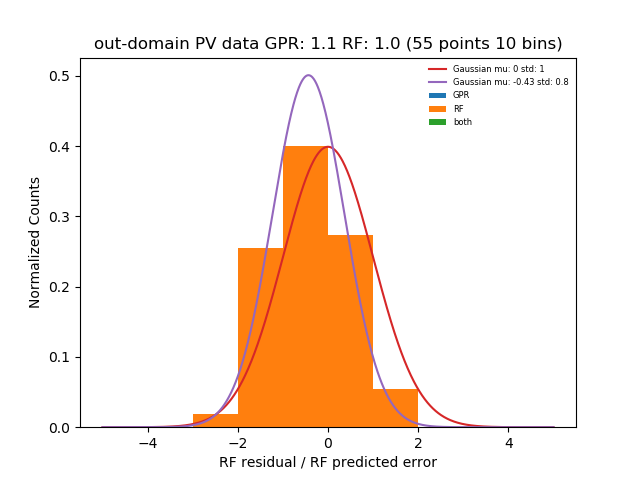 out-domain PV data GPR: 1.1 RF: 1.0 (55 points 10 bins)
Gaussian mu: 0 std: 1
Gaussian mu: -0.43 std: 0.8
GPR
RF
both
Normalized Counts
0.5
0.4
0.3
0.2
0.1
0.0
−4 −2 0 2 4
RF residual / RF predicted error